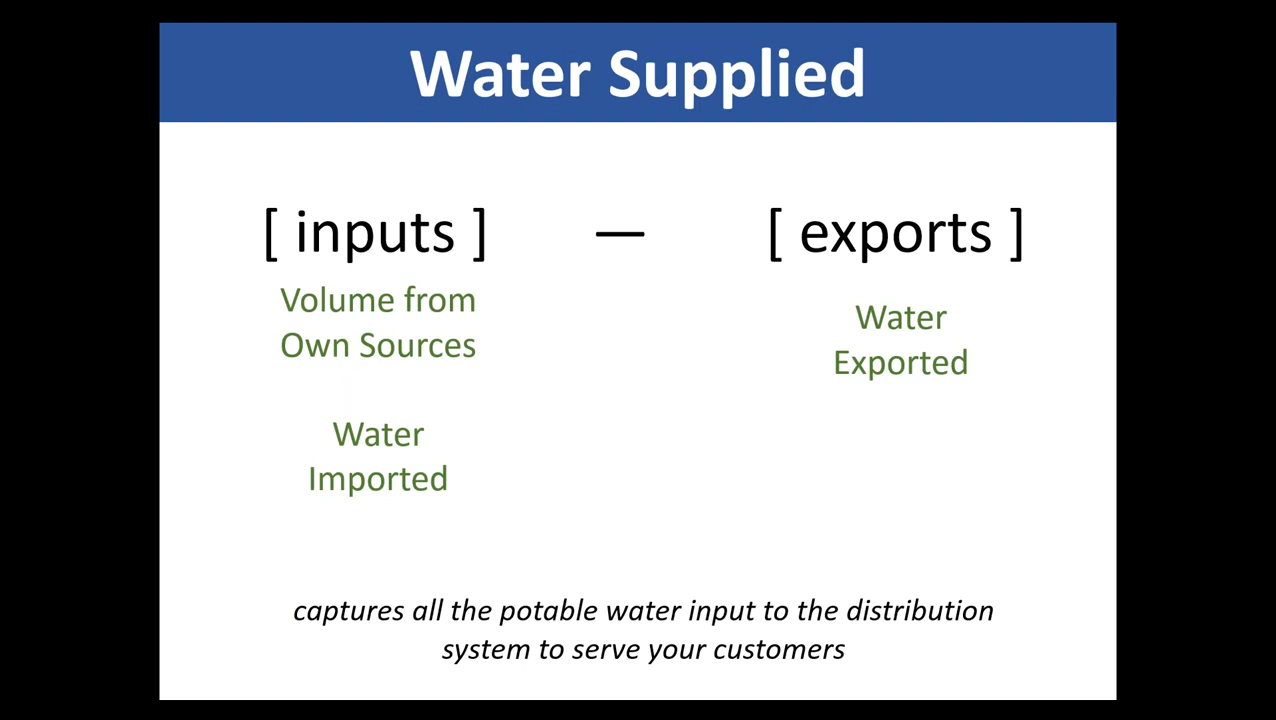 Water Supplied
[ inputs ] — [ exports ]
Volume from
Own Sources
Water
Imported
Water
Exported
captures all the potable water input to the distribution
system to serve your customers